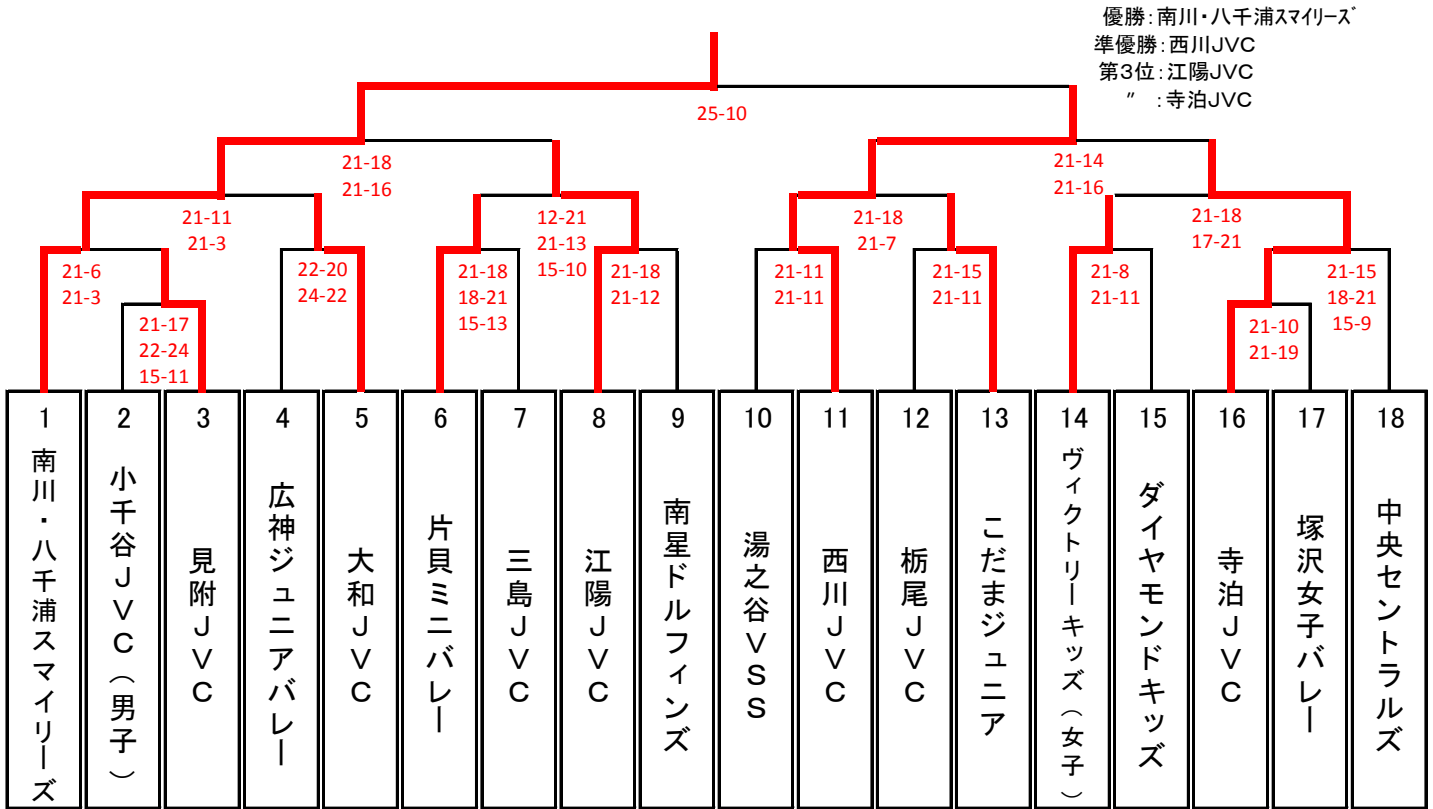 優勝:南川・八千浦スマイリーズ
準優勝:西川JVC
第3位:江陽JVC
〃 :寺泊JVC
25-10
21-18
21-16
21-14
21-16
21-11
21-3
12-21
21-13
15-10
21-18
21-7
21-18
17-21
21-6
21-3
22-20
24-22
21-18
18-21
15-13
21-18
21-12
21-11
21-11
21-15
21-11
21-8
21-11
21-15
18-21
15-9
21-17
22-24
15-11
21-10
21-19
1
南川・八千浦スマイリーズ
2
小千谷JVC(男子)
3
見附JVC
4
広神ジュニアバレー
5
大和JVC
6
片貝ミニバレー
7
三島JVC
8
江陽JVC
9
南星ドルフィンズ
10
湯之谷VSS
11
西川JVC
12
栃尾JVC
13
こだまジュニア
14
ヴィクトリーキッズ(女子)
15
ダイヤモンドキッズ
16
寺泊JVC
17
塚沢女子バレー
18
中央セントラルズ